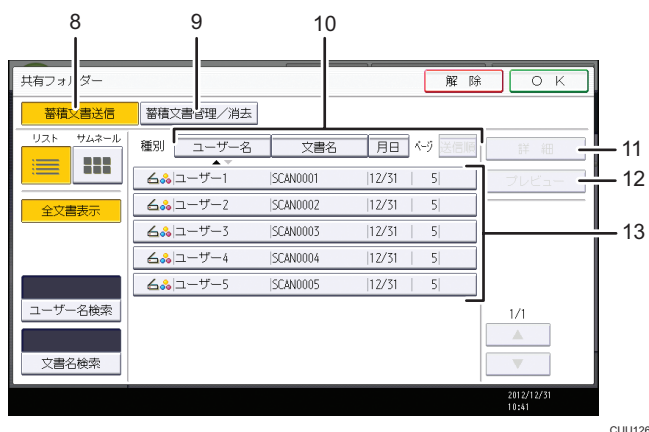 8 9 10
共有フォルダー 解除 OK
蓄積文書送信 蓄積文書管理／消去
リスト サムネール 種別 ユーザー名 文書名 月日 ページ 送信順 詳細 11
ユーザー1 SCAN0001 12/31 5 プレビュー 12
全文書表示 ユーザー2 SCAN0002 12/31 5
ユーザー3 SCAN0003 12/31 5 13
ユーザー4 SCAN0004 12/31 5
ユーザー5 SCAN0005 12/31 5
ユーザー名検索 1/1
文書名検索
2012/12/31
10:41
CUU126